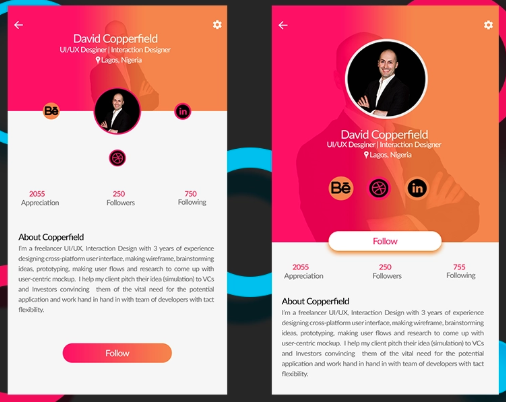 David Copperfield
UI/UX Desginer | Interaction Designer
Lagos, Nigeria
Bē
in
2055
250
750
Appreciation
Followers
Following
About Copperfield
I'm a freelancer UI/UX, Interaction Design with 3 years of experience
designing cross-platform user interface, making wireframe, brainstorming
ideas, prototyping, making user flows and research to come up with
user-centric mockup. I help my client pitch their idea (simulation) to VCs
and Investors convincing them of the vital need for the potential
application and work hand in hand with team of developers with tact
flexibility.
Follow
David Copperfield
UI/UX Desginer | Interaction Designer
Lagos, Nigeria
Bē
in
Follow
2055
250
755
Appreciation
Followers
Following
About Copperfield
I'm a freelancer UI/UX, Interaction Design with 3 years of experience
designing cross-platform user interface, making wireframe, brainstorming
ideas, prototyping, making user flows and research to come up with
user-centric mockup. I help my client pitch their idea (simulation) to VCs
and Investors convincing them of the vital need for the potential
application and work hand in hand with team of developers with tact
flexibility.